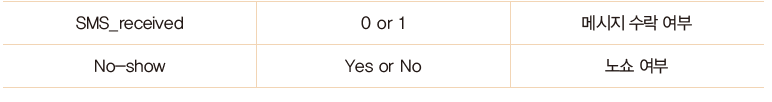 SMS_received 0 or 1 메시지 수락 여부
No-show Yes or No 노쇼 여부